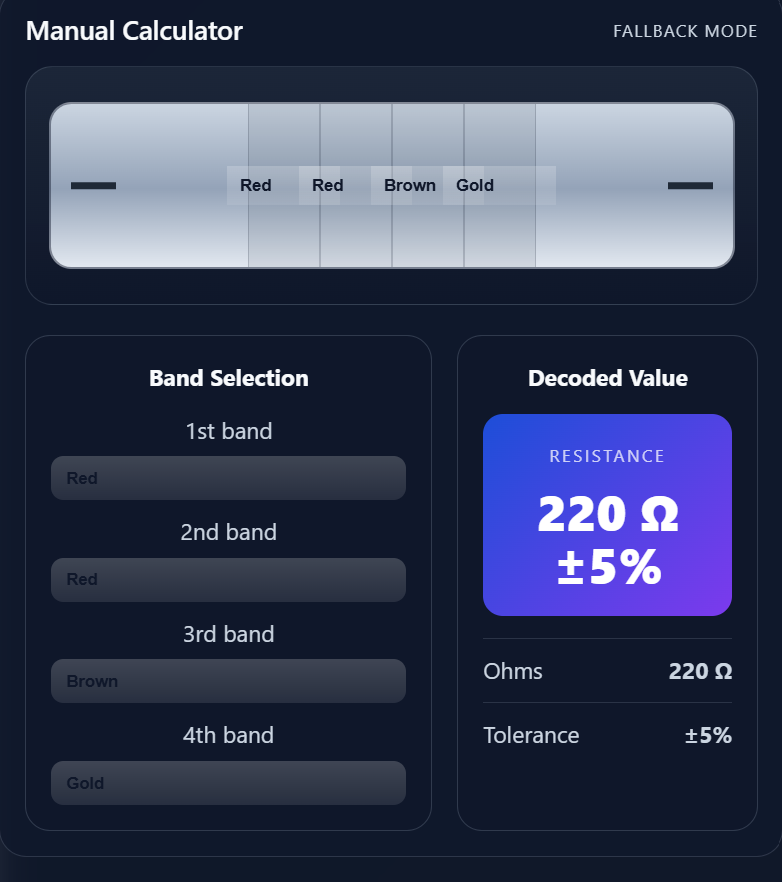 Manual Calculator
FALLBACK MODE
Red Red Brown Gold
Band Selection
1st band
Red
2nd band
Red
3rd band
Brown
4th band
Gold
Decoded Value
RESISTANCE
220 Ω
±5%
Ohms 220 Ω
Tolerance ±5%